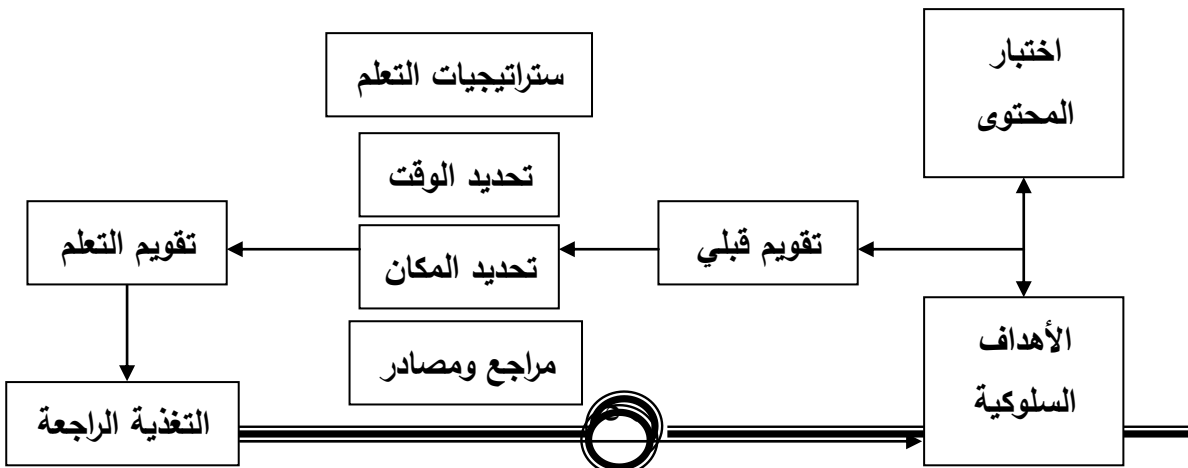 اختبار
المحتوى
ستراتيجيات التعلم
تحديد الوقت
تقويم قبلي
تحديد المكان
تقويم التعلم
الأهداف
السلوكية
مراجع ومصادر
التغذية الراجعة